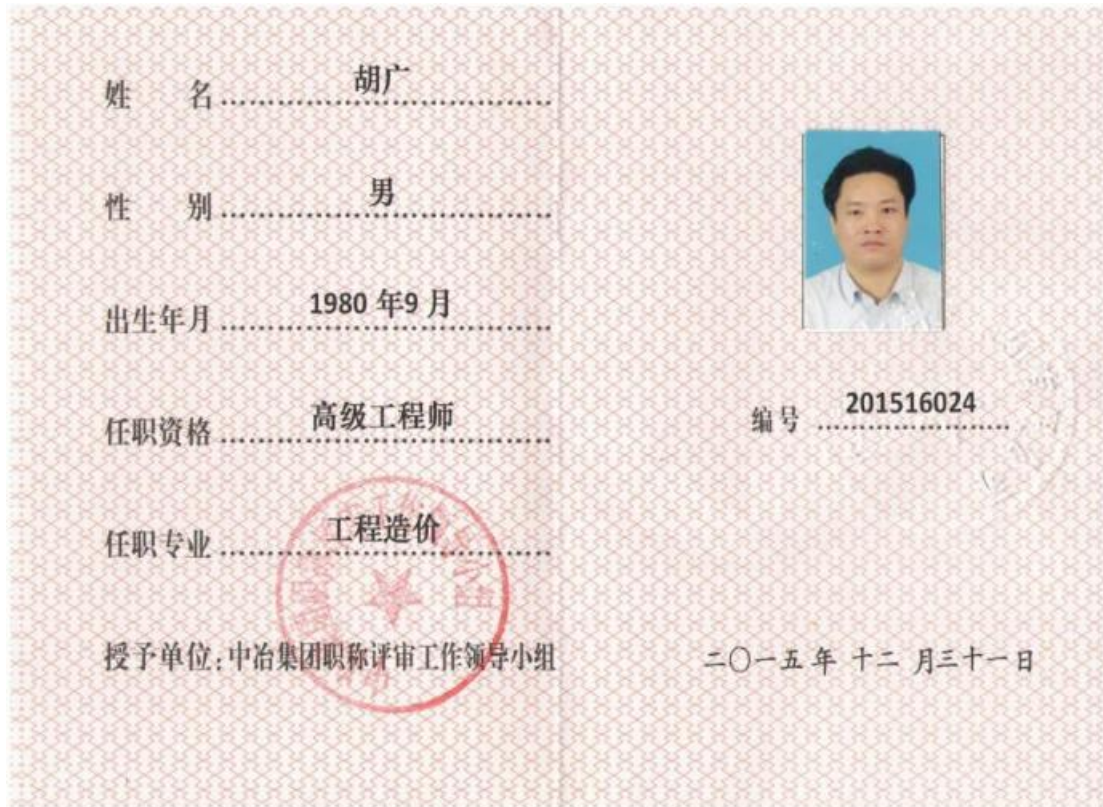 姓 名 胡广
性 别 男
出生年月 1980 年9 月
任职资格 高级工程师
任职专业 工程造价
授予单位:中冶集团职称评审工作领导小组
编号 201516024
二〇一五 年 十二 月三十一日